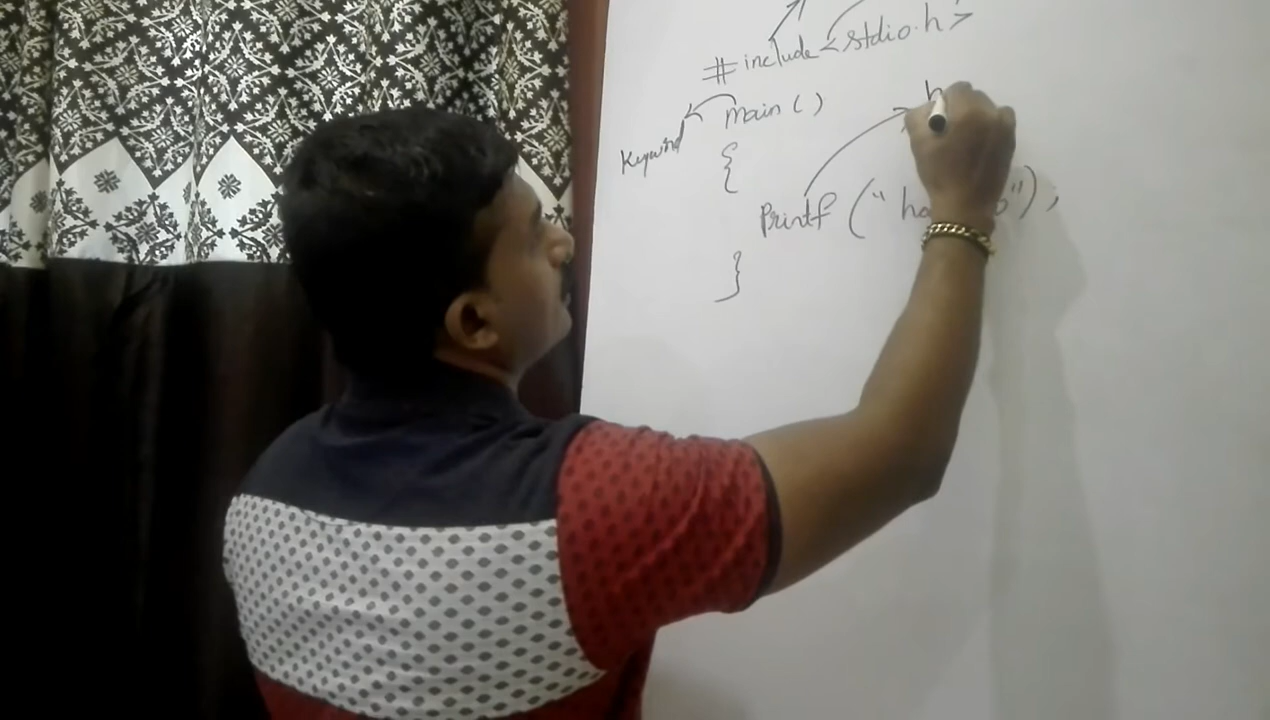 #include <stdio.h>
main ()
Keyword
{
h
Printf (" ");
}